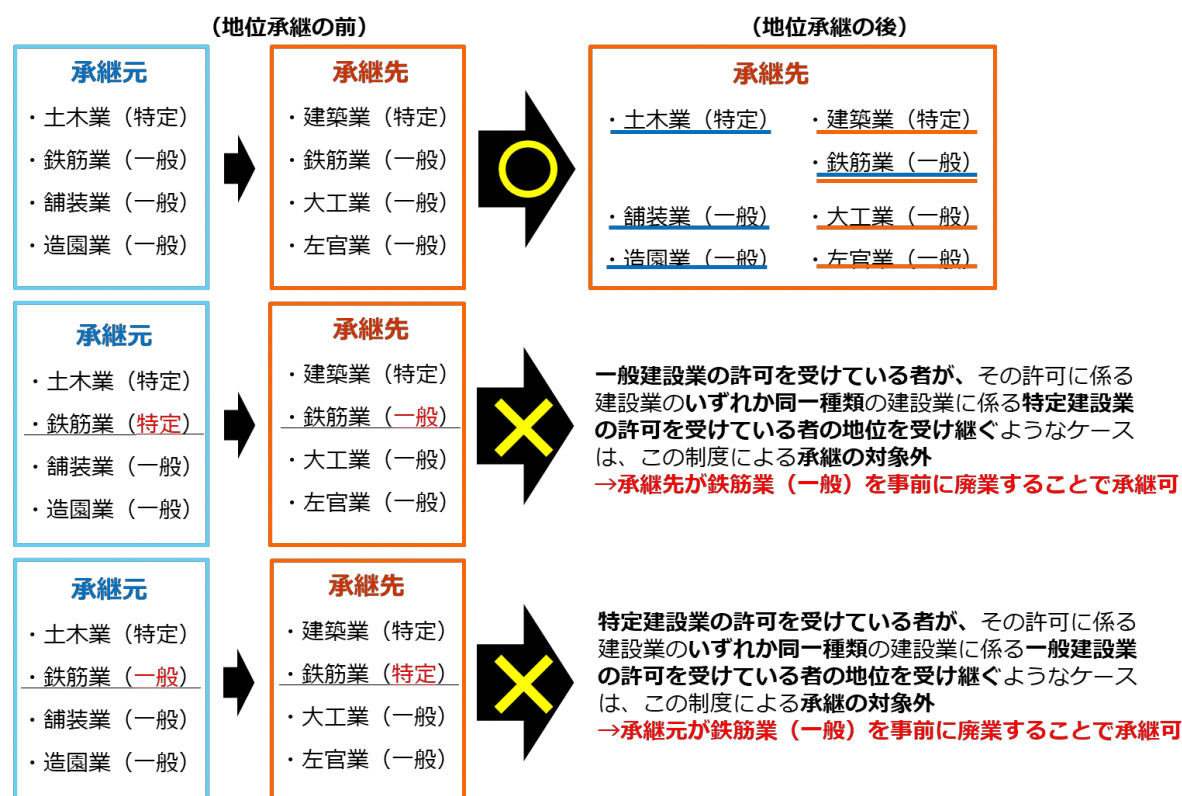 （地位承継の前）
（地位承継の後）
承継元
・土木業（特定）
・鉄筋業（一般）
・舗装業（一般）
・造園業（一般）
承継先
・建築業（特定）
・鉄筋業（一般）
・大工業（一般）
・左官業（一般）
承継先
・土木業（特定）
・建築業（特定）
・鉄筋業（一般）
・舗装業（一般）
・大工業（一般）
・造園業（一般）
・左官業（一般）
承継元
・土木業（特定）
・鉄筋業（特定）
・舗装業（一般）
・造園業（一般）
承継先
・建築業（特定）
・鉄筋業（一般）
・大工業（一般）
・左官業（一般）
一般建設業の許可を受けている者が、その許可に係る
建設業のいずれか同一種類の建設業に係る特定建設業
の許可を受けている者の地位を受け継ぐようなケース
は、この制度による承継の対象外
→承継先が鉄筋業（一般）を事前に廃業することで承継可
承継元
・土木業（特定）
・鉄筋業（一般）
・舗装業（一般）
・造園業（一般）
承継先
・建築業（特定）
・鉄筋業（特定）
・大工業（一般）
・左官業（一般）
特定建設業の許可を受けている者が、その許可に係る
建設業のいずれか同一種類の建設業に係る一般建設業
の許可を受けている者の地位を受け継ぐようなケース
は、この制度による承継の対象外
→承継元が鉄筋業（一般）を事前に廃業することで承継可